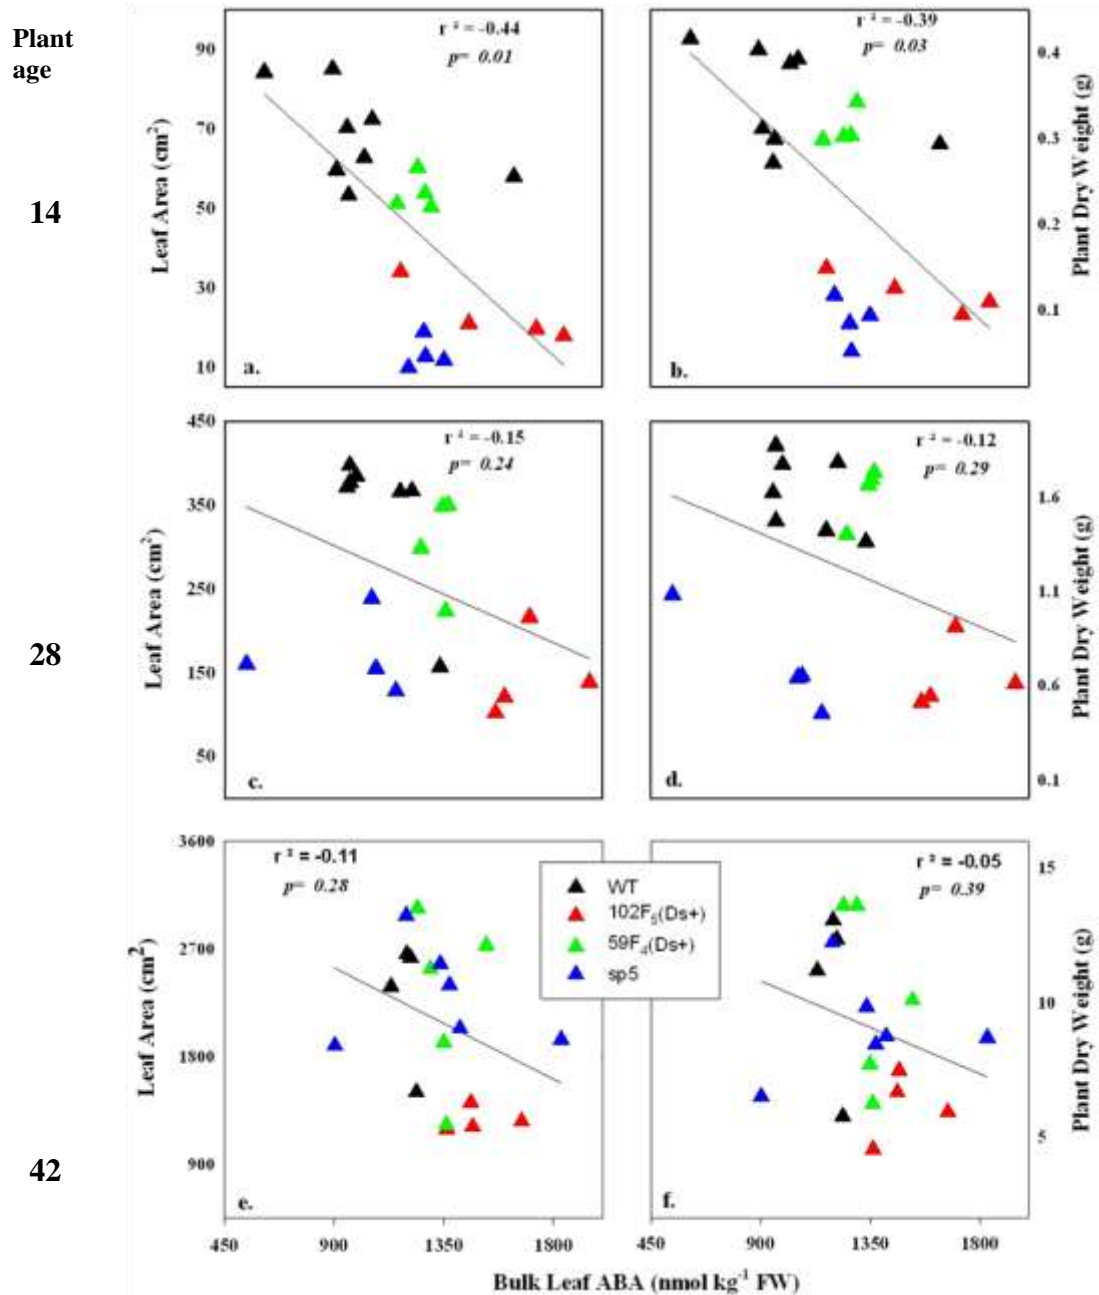 Plant
age
r² = -0.44
p= 0.01
r² = -0.39
p= 0.03
90
70
50
30
10
Leaf Area (cm²)
14
a.
b.
0.4
0.3
0.2
0.1
Plant Dry Weight (g)
r² = -0.15
p= 0.24
r² = -0.12
p= 0.29
450
350
250
150
50
Leaf Area (cm²)
28
c.
d.
1.6
1.1
0.6
0.1
Plant Dry Weight (g)
r² = -0.11
p= 0.28
r² = -0.05
p= 0.39
3600
2700
1800
900
Leaf Area (cm²)
42
WT
102F₅(Ds+)
59F₄(Ds+)
sp5
e.
f.
15
10
5
Plant Dry Weight (g)
450 900 1350 1800
450 900 1350 1800
Bulk Leaf ABA (nmol kg⁻¹ FW)